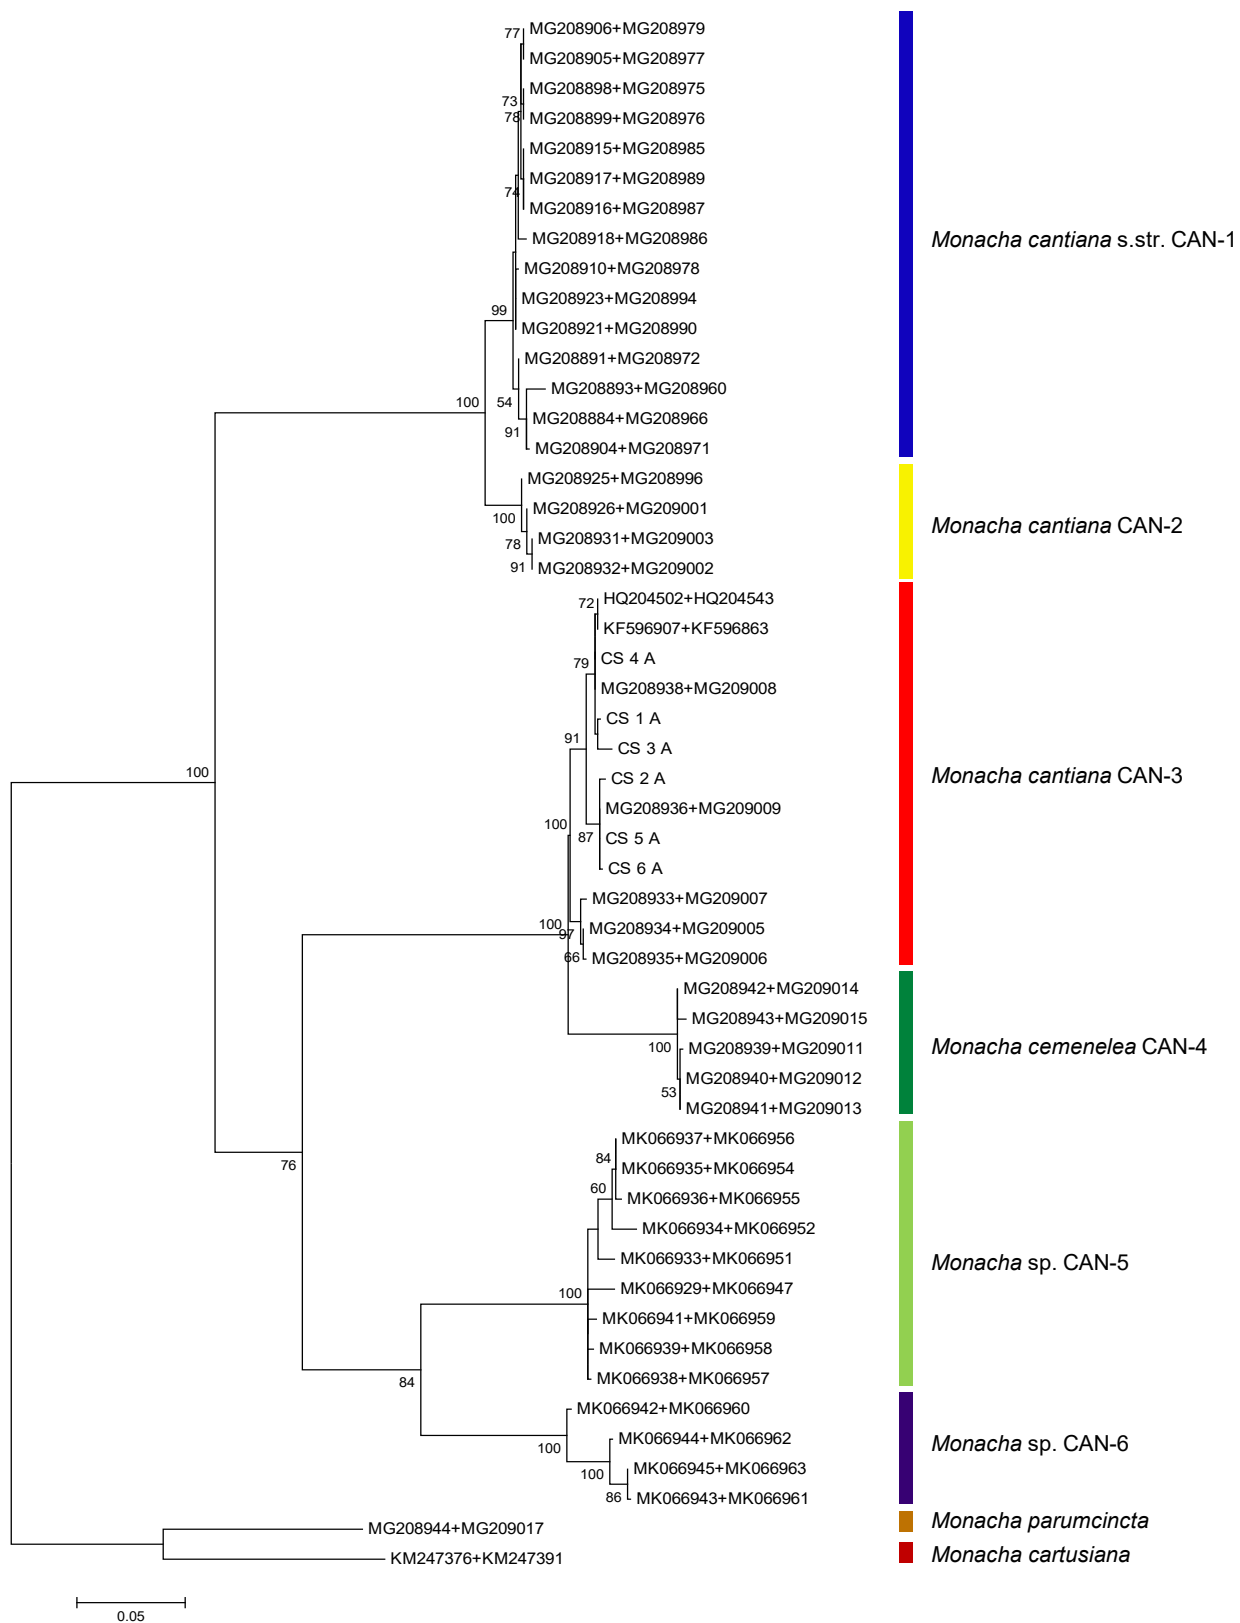 77
MG208906+MG208979
MG208905+MG208977
MG208898+MG208975
73
78
MG208899+MG208976
MG208915+MG208985
MG208917+MG208989
74
MG208916+MG208987
MG208918+MG208986
Monacha cantiana s.str. CAN-1
MG208910+MG208978
MG208923+MG208994
99
MG208921+MG208990
MG208891+MG208972
MG208893+MG208960
100
54
MG208884+MG208966
91
MG208904+MG208971
MG208925+MG208996
MG208926+MG209001
100
Monacha cantiana CAN-2
MG208931+MG209003
78
91
MG208932+MG209002
72
HQ204502+HQ204543
KF596907+KF596863
CS 4 A
79
MG208938+MG209008
CS 1 A
91
CS 3 A
100
CS 2 A
Monacha cantiana CAN-3
MG208936+MG209009
100
87
CS 5 A
CS 6 A
MG208933+MG209007
100
97
MG208934+MG209005
66
MG208935+MG209006
MG208942+MG209014
MG208943+MG209015
100
MG208939+MG209011
Monacha cemenelea CAN-4
MG208940+MG209012
53
MG208941+MG209013
MK066937+MK066956
84
MK066935+MK066954
76
60
MK066936+MK066955
MK066934+MK066952
MK066933+MK066951
Monacha sp. CAN-5
100
MK066929+MK066947
MK066941+MK066959
MK066939+MK066958
84
MK066938+MK066957
MK066942+MK066960
100
MK066944+MK066962
Monacha sp. CAN-6
100
MK066945+MK066963
86
MK066943+MK066961
MG208944+MG209017
Monacha parumcincta
KM247376+KM247391
Monacha cartusiana
0.05